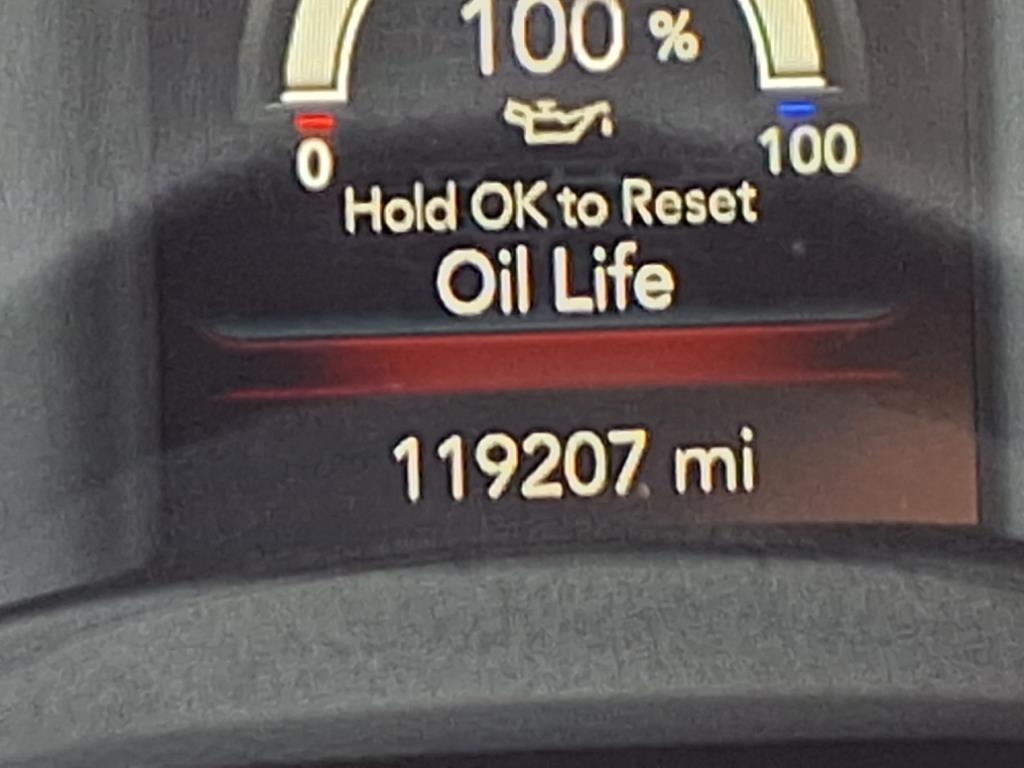 100 %
0
100
Hold OK to Reset
Oil Life
119207 mi